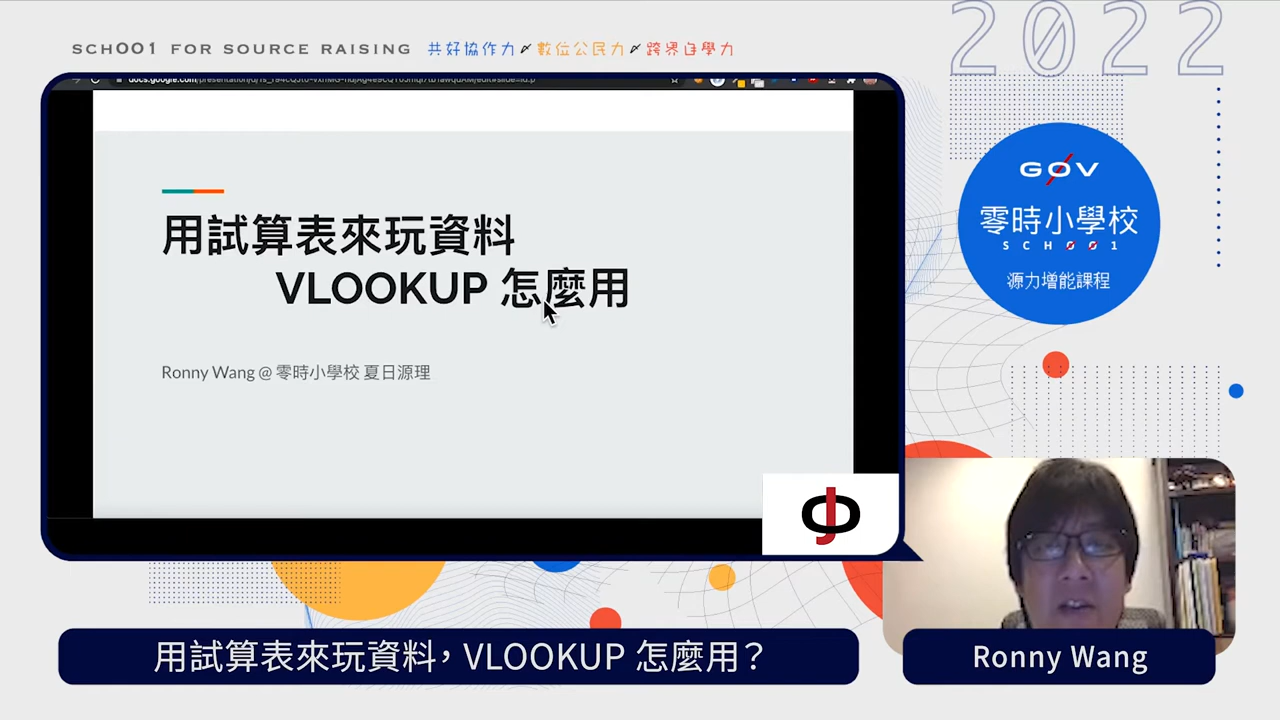 SCHOO1 FOR SOURCE RAISING 共好協作力 數位公民力 跨界自學力
2022
用試算表來玩資料
VLOOKUP 怎麼用
Ronny Wang @ 零時小學校 夏日源理
GØV
零時小學校
SCHØØ1
源力增能課程
用試算表來玩資料，VLOOKUP 怎麼用？
Ronny Wang